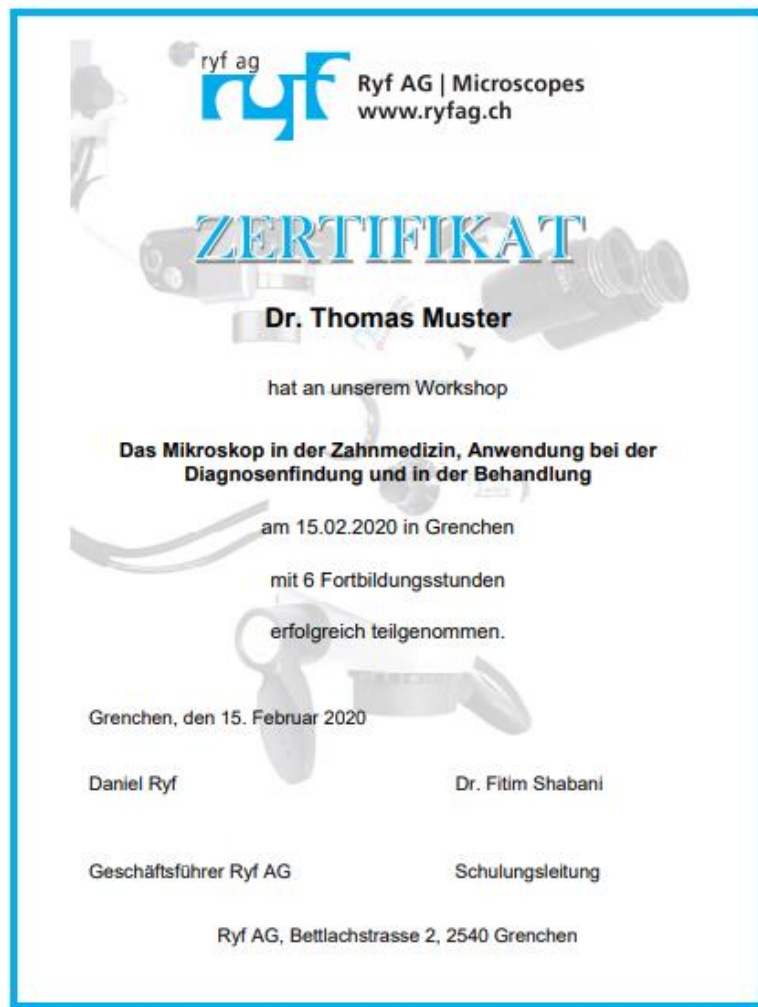 ryf ag
ryf
Ryf AG | Microscopes
www.ryfag.ch
ZERTIFIKAT
Dr. Thomas Muster
hat an unserem Workshop
Das Mikroskop in der Zahnmedizin, Anwendung bei der
Diagnosenfindung und in der Behandlung
am 15.02.2020 in Grenchen
mit 6 Fortbildungsstunden
erfolgreich teilgenommen.
Grenchen, den 15. Februar 2020
Daniel Ryf
Dr. Fitim Shabani
Geschäftsführer Ryf AG
Schulungsleitung
Ryf AG, Bettlachstrasse 2, 2540 Grenchen